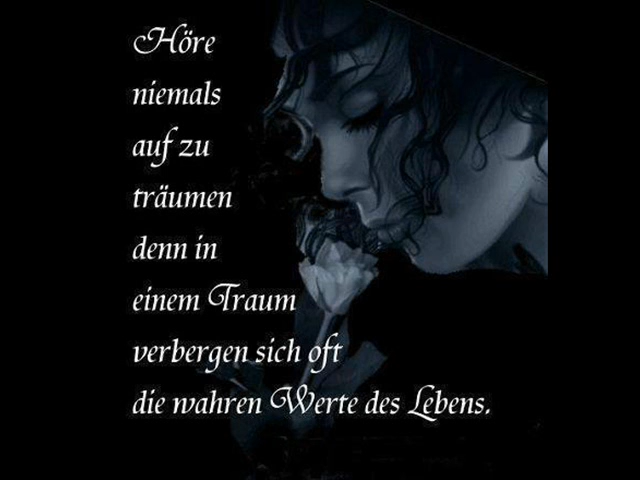 Höre
niemals
auf zu
träumen
denn in
einem Traum
verbergen sich oft
die wahren Werte des Lebens.